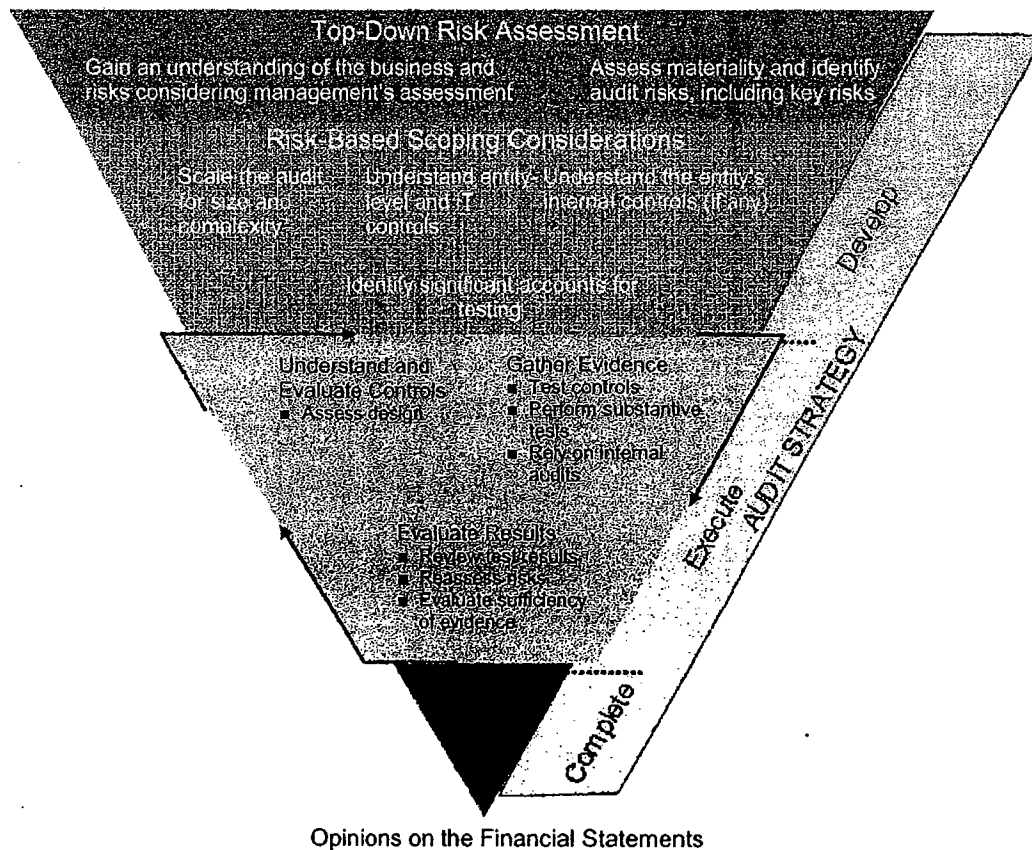 Top-Down Risk Assessment
Gain an understanding of the business and
risks considering management's assessment
Assess materiality and identify
audit risks, including key risks
Risk-Based Scoping Considerations
Scale the audit
for size and
complexity
Understand entity-
level and IT
controls
Understand the entity's
internal controls (if any)
Identify significant accounts for
testing
Understand and
Evaluate Controls
■ Assess design
Gather Evidence
■ Test controls
■ Perform substantive
tests
■ Rely on internal
audits
Evaluate Results
■ Review test results
■ Reassess risks
■ Evaluate sufficiency
of evidence
Develop
Execute
Complete
AUDIT STRATEGY
Opinions on the Financial Statements